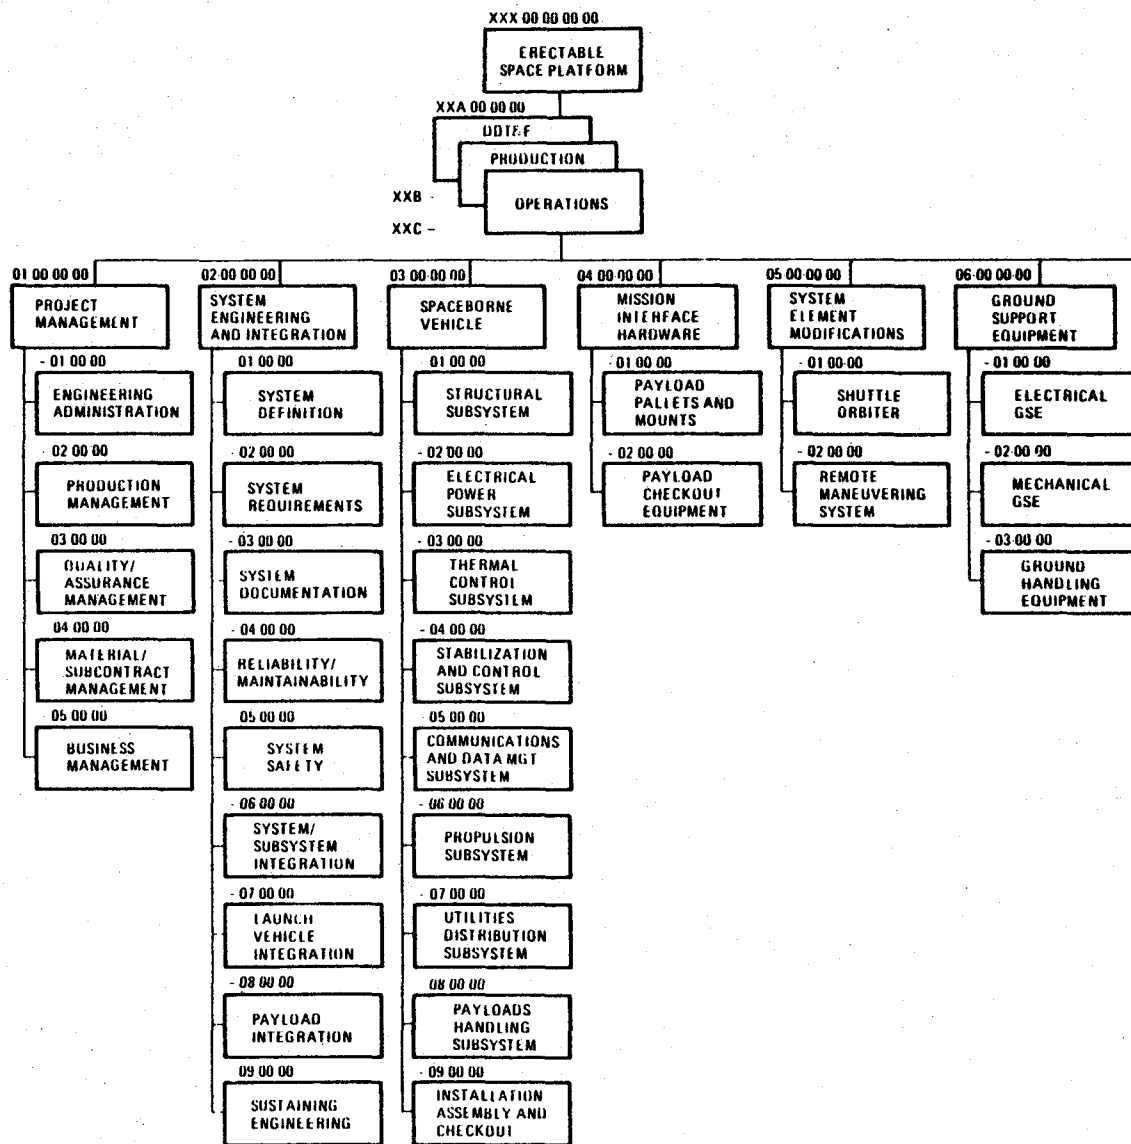 XXX 00 00 00 00
ERECTABLE
SPACE PLATFORM
XXA 00 00 00
DDT&E
PRODUCTION
XXB -
OPERATIONS
XXC -
01 00 00 00
PROJECT
MANAGEMENT
- 01 00 00
ENGINEERING
ADMINISTRATION
- 02 00 00
PRODUCTION
MANAGEMENT
03 00 00
QUALITY/
ASSURANCE
MANAGEMENT
04 00 00
MATERIAL/
SUBCONTRACT
MANAGEMENT
- 05 00 00
BUSINESS
MANAGEMENT
02 00 00 00
SYSTEM
ENGINEERING
AND INTEGRATION
01 00 00
SYSTEM
DEFINITION
- 02 00 00
SYSTEM
REQUIREMENTS
- 03 00 00
SYSTEM
DOCUMENTATION
- 04 00 00
RELIABILITY/
MAINTAINABILITY
05 00 00
SYSTEM
SAFETY
- 06 00 00
SYSTEM/
SUBSYSTEM
INTEGRATION
- 07 00 00
LAUNCH
VEHICLE
INTEGRATION
- 08 00 00
PAYLOAD
INTEGRATION
09 00 00
SUSTAINING
ENGINEERING
03 00 00 00
SPACEBORNE
VEHICLE
01 00 00
STRUCTURAL
SUBSYSTEM
- 02 00 00
ELECTRICAL
POWER
SUBSYSTEM
- 03 00 00
THERMAL
CONTROL
SUBSYSTEM
- 04 00 00
STABILIZATION
AND CONTROL
SUBSYSTEM
05 00 00
COMMUNICATIONS
AND DATA MGT
SUBSYSTEM
- 06 00 00
PROPULSION
SUBSYSTEM
- 07 00 00
UTILITIES
DISTRIBUTION
SUBSYSTEM
08 00 00
PAYLOADS
HANDLING
SUBSYSTEM
- 09 00 00
INSTALLATION
ASSEMBLY AND
CHECKOUT
04 00 00 00
MISSION
INTERFACE
HARDWARE
- 01 00 00
PAYLOAD
PALLETS AND
MOUNTS
- 02 00 00
PAYLOAD
CHECKOUT
EQUIPMENT
05 00 00 00
SYSTEM
ELEMENT
MODIFICATIONS
- 01 00 00
SHUTTLE
ORBITER
- 02 00 00
REMOTE
MANEUVERING
SYSTEM
06 00 00 00
GROUND
SUPPORT
EQUIPMENT
- 01 00 00
ELECTRICAL
GSE
- 02 00 00
MECHANICAL
GSE
- 03 00 00
GROUND
HANDLING
EQUIPMENT